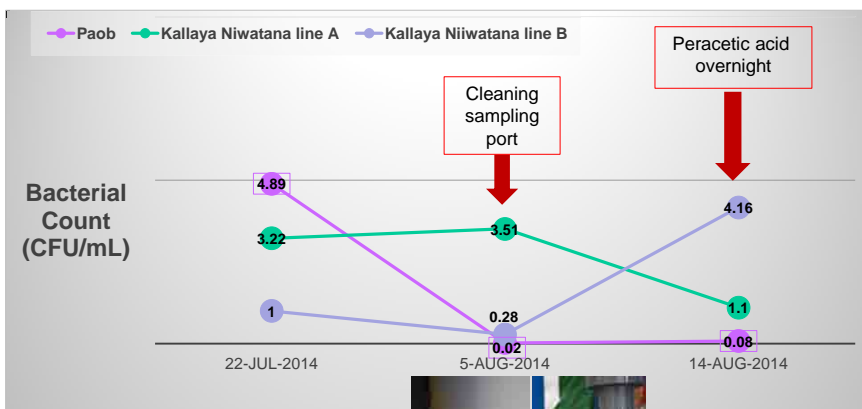 Paob Kallaya Niwatana line A Kallaya Niiwatana line B
Peracetic acid
overnight
Cleaning
sampling
port
Bacterial
Count
(CFU/mL)
4.89
3.22
1
3.51
0.28
0.02
4.16
1.1
0.08
22-JUL-2014 5-AUG-2014 14-AUG-2014